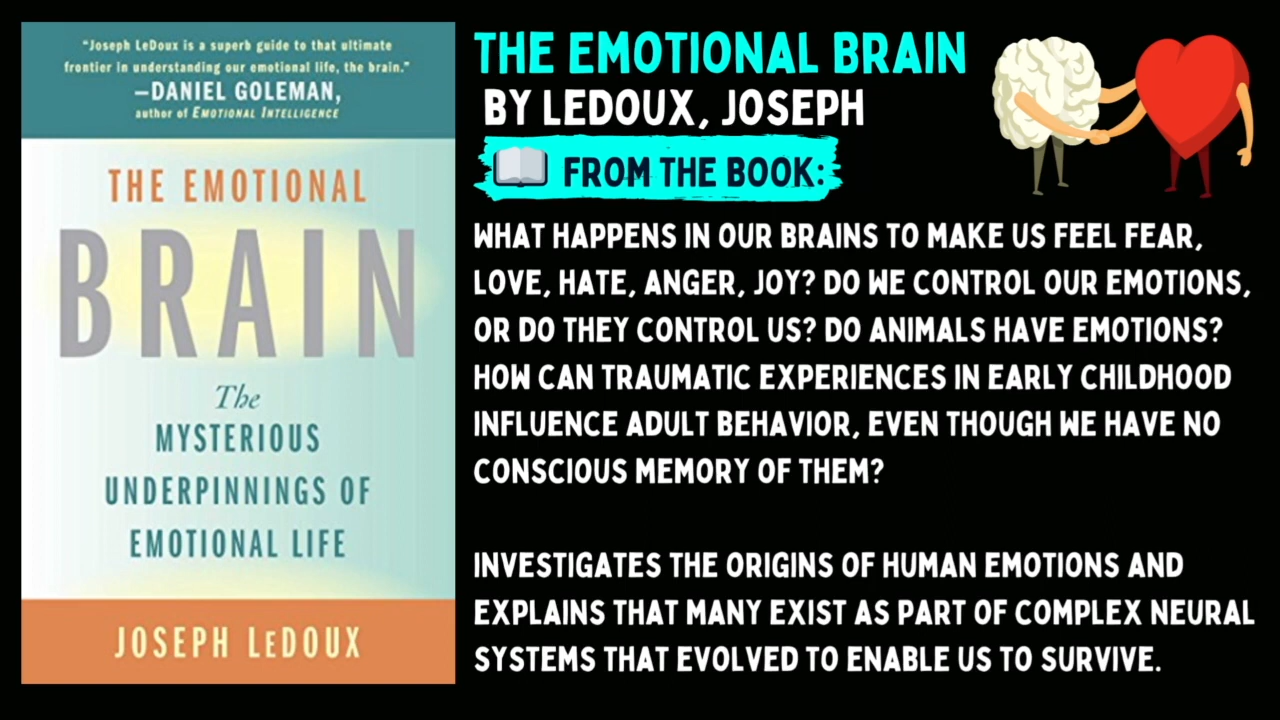 "Joseph LeDoux is a superb guide to that ultimate
frontier in understanding our emotional life, the brain."
—DANIEL GOLEMAN,
author of EMOTIONAL INTELLIGENCE
THE EMOTIONAL
BRAIN
The
MYSTERIOUS
UNDERPINNINGS OF
EMOTIONAL LIFE
JOSEPH LEDOUX
THE EMOTIONAL BRAIN
BY LEDOUX, JOSEPH
FROM THE BOOK:
WHAT HAPPENS IN OUR BRAINS TO MAKE US FEEL FEAR,
LOVE, HATE, ANGER, JOY? DO WE CONTROL OUR EMOTIONS,
OR DO THEY CONTROL US? DO ANIMALS HAVE EMOTIONS?
HOW CAN TRAUMATIC EXPERIENCES IN EARLY CHILDHOOD
INFLUENCE ADULT BEHAVIOR, EVEN THOUGH WE HAVE NO
CONSCIOUS MEMORY OF THEM?
INVESTIGATES THE ORIGINS OF HUMAN EMOTIONS AND
EXPLAINS THAT MANY EXIST AS PART OF COMPLEX NEURAL
SYSTEMS THAT EVOLVED TO ENABLE US TO SURVIVE.